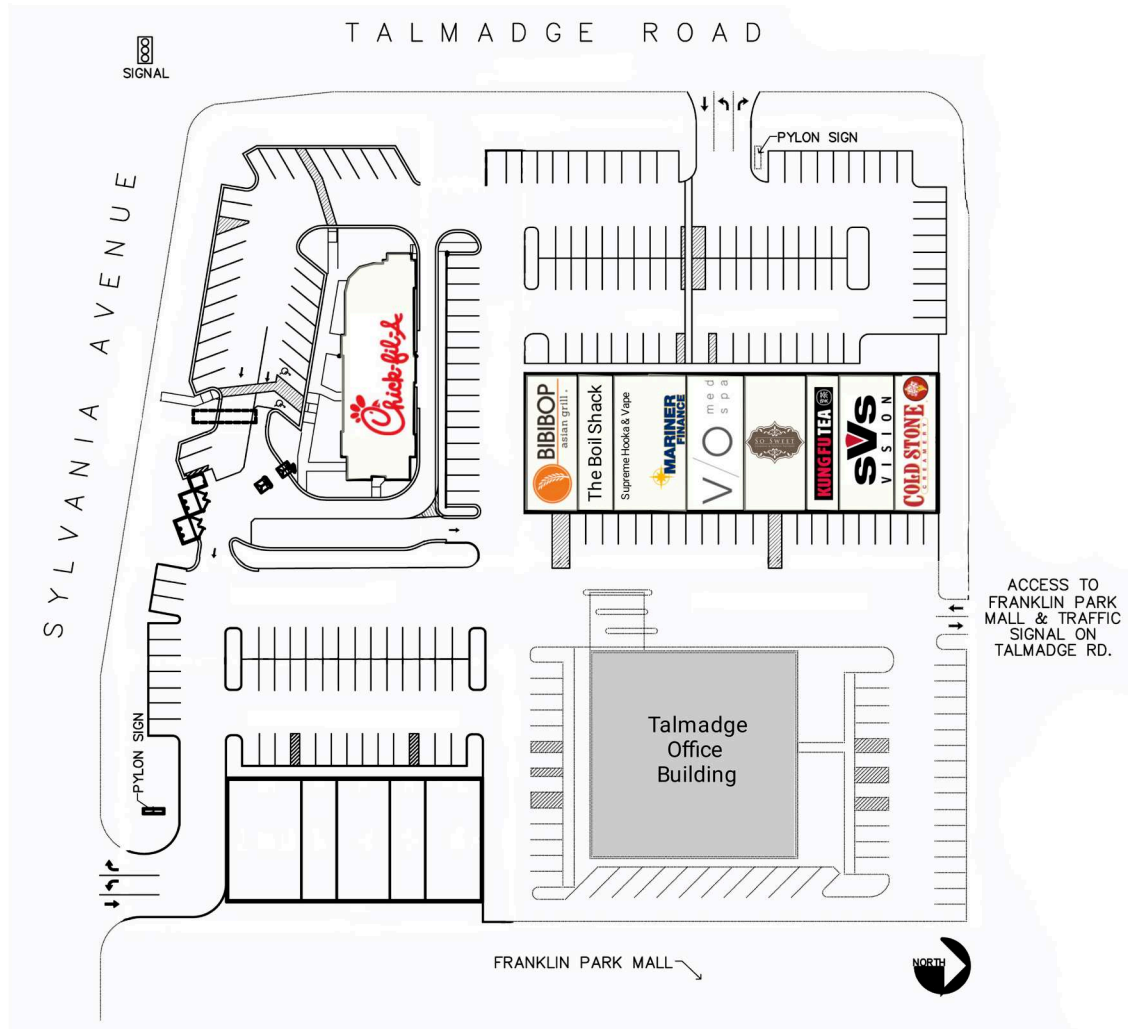 TALMADGE ROAD
SIGNAL
PYLON SIGN
SYLVANIA AVENUE
Chick-fil-A
BIBIBOP
asian grill.
The Boil Shack
Supreme Hooka & Vape
MARINER
FINANCE
V/O med
spa
SO SWEET
KUNG FU TEA
SVS
VISION
COLD STONE
CREAMERY
ACCESS TO
FRANKLIN PARK
MALL & TRAFFIC
SIGNAL ON
TALMADGE RD.
Talmadge
Office
Building
PYLON SIGN
FRANKLIN PARK MALL
NORTH